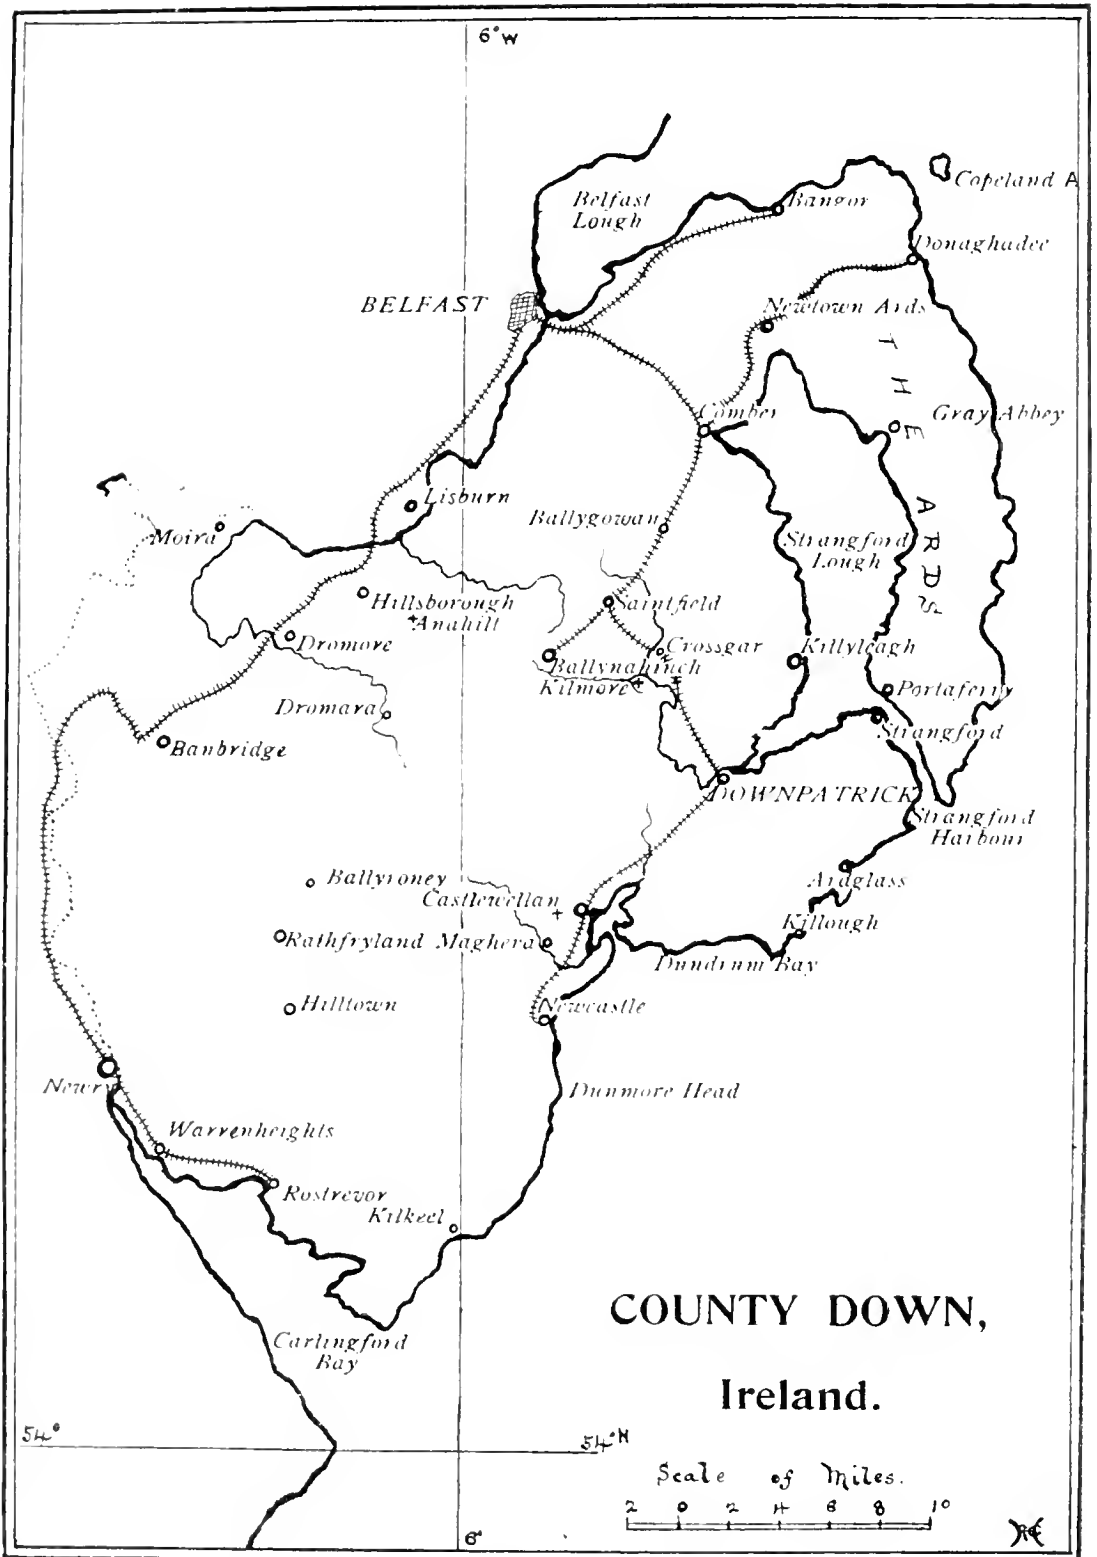 6° W
Copeland A
Belfast
Lough
Bangor
Donaghadee
BELFAST
Newtown Ards
THE ARDS
Comber
Gray Abbey
Lisburn
Ballygowan
Moira
Strangford
Lough
Hillsborough
Anahilt
Saintfield
Dromore
Crossgar
Killyleagh
Ballynahinch
Kilmore
Portaferry
Dromara
Strangford
Banbridge
DOWNPATRICK
Strangford
Harbour
Ballyroney
Ardglass
Castlewellan
Killough
Rathfryland
Maghera
Dundrum Bay
Hilltown
Newcastle
Newry
Dunmore Head
Warrenheights
Rostrevor
Kilkeel
COUNTY DOWN,
Carlingford
Bay
Ireland.
54°
54° N
Scale of Miles.
2 0 2 4 6 8 10
6°